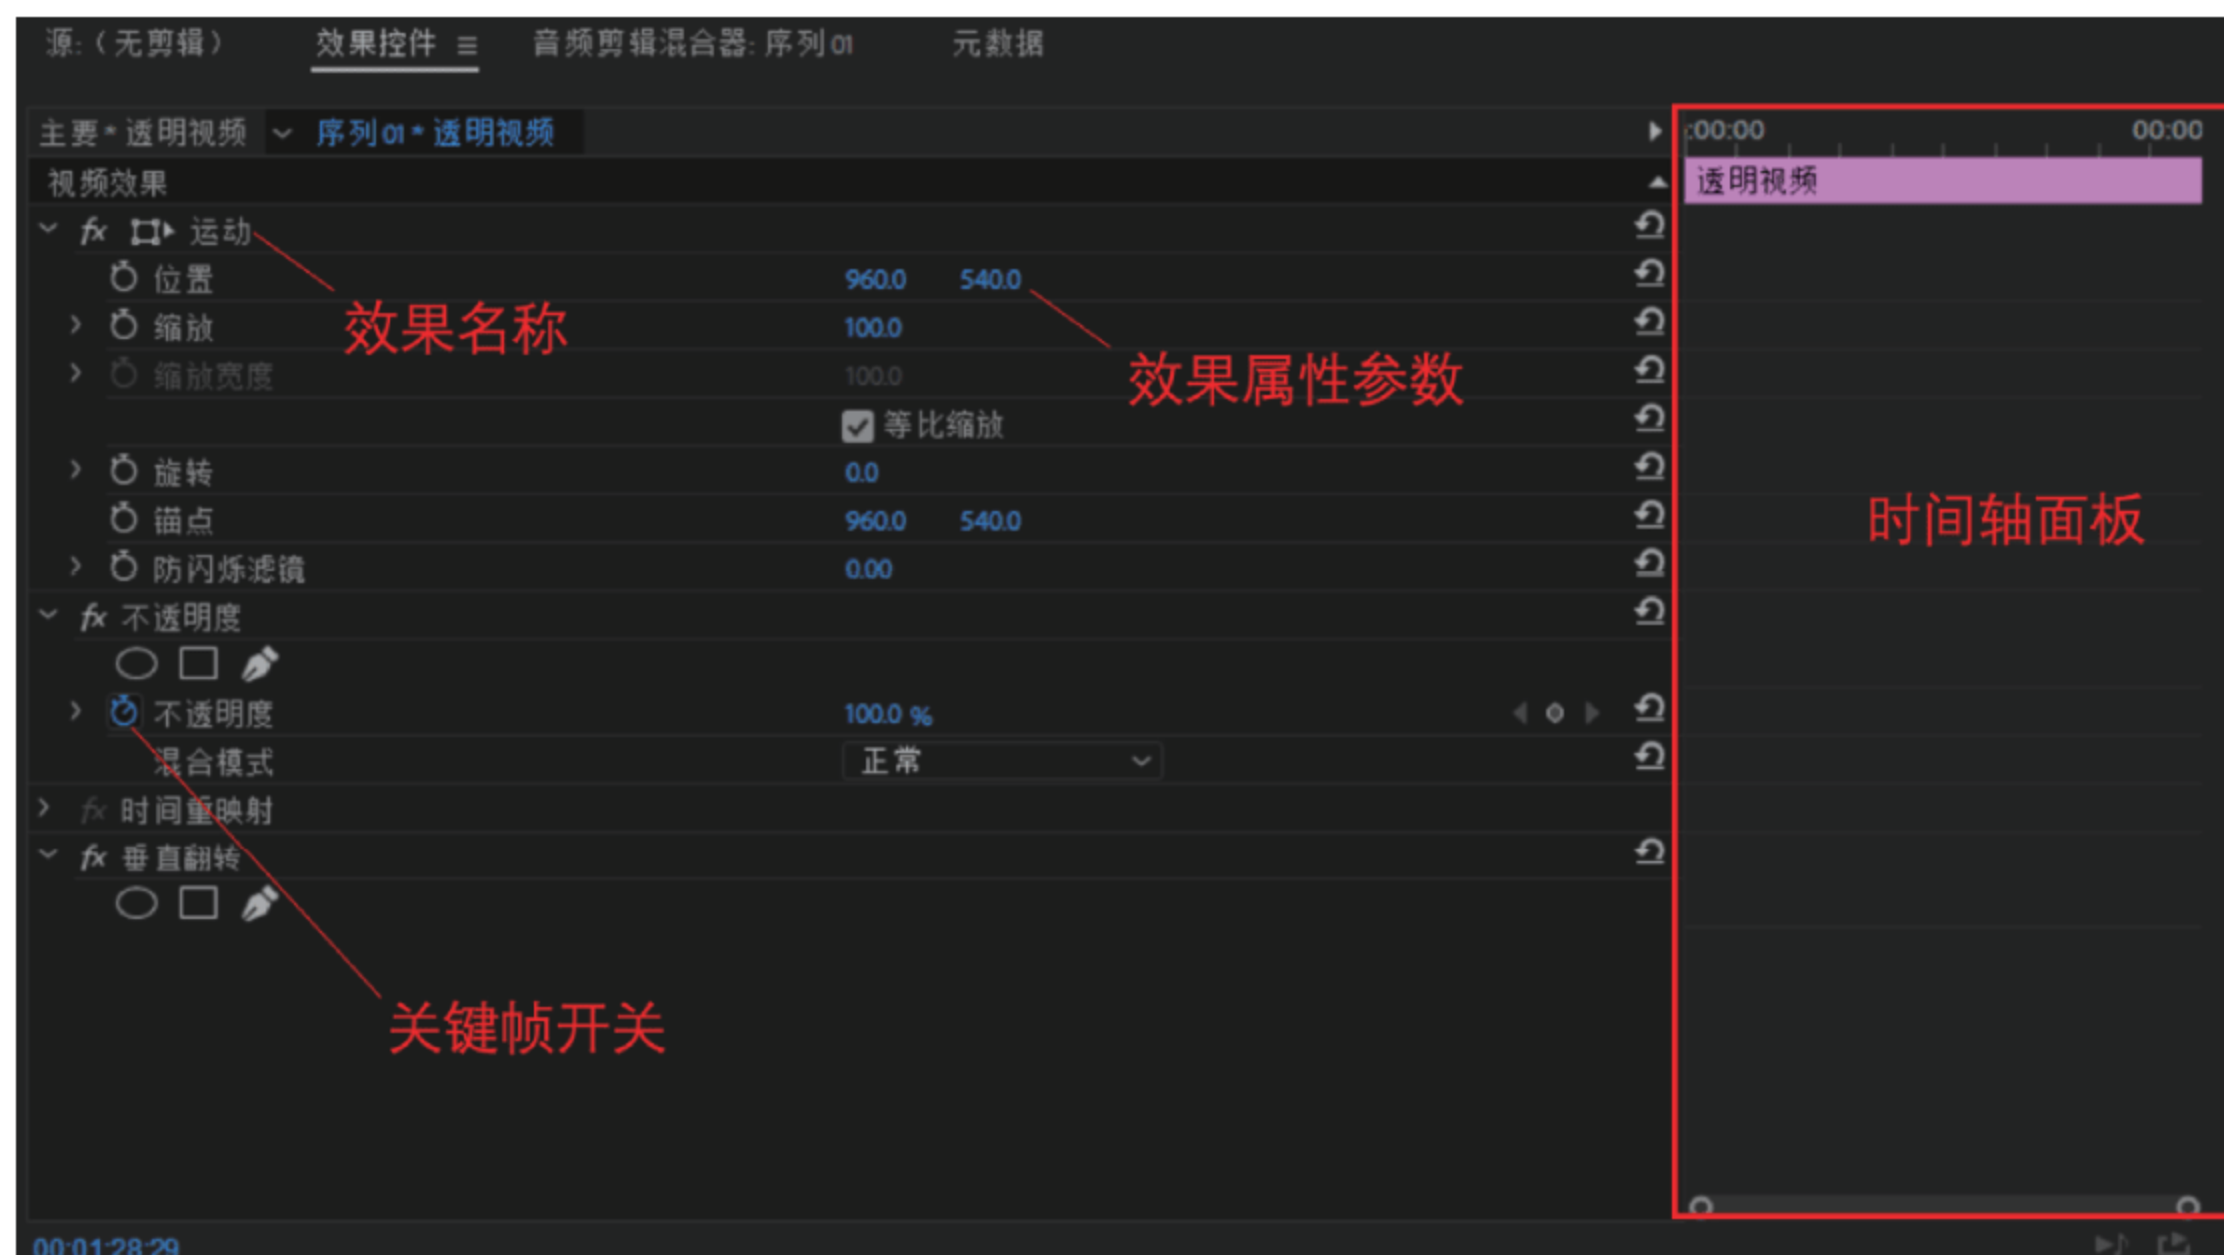 源:（无剪辑） 效果控件 音频剪辑混合器: 序列 01 元数据
主要 * 透明视频 序列 01 * 透明视频 :00:00 00:00
视频效果 透明视频
fx 运动
位置 960.0 540.0
效果名称
缩放 100.0
缩放宽度 100.0
效果属性参数
等比缩放
旋转 0.0
锚点 960.0 540.0
时间轴面板
防闪烁滤镜 0.00
fx 不透明度
不透明度 100.0 %
混合模式 正常
fx 时间重映射
fx 垂直翻转
关键帧开关
00:01:28:29